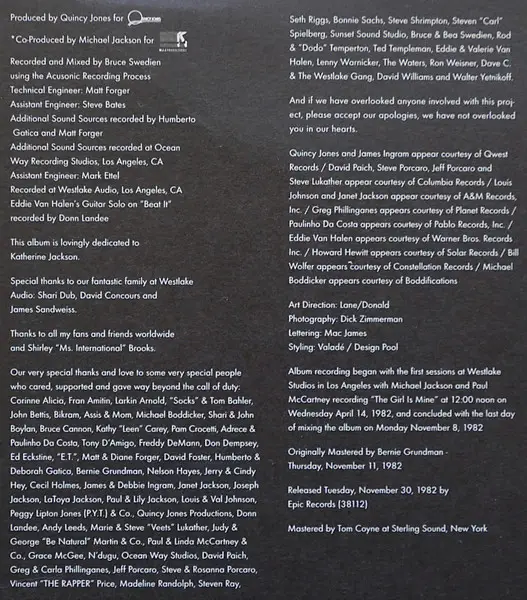 Produced by Quincy Jones for
*Co-Produced by Michael Jackson for
Recorded and Mixed by Bruce Swedien
using the Acusonic Recording Process
Technical Engineer: Matt Forger
Assistant Engineer: Steve Bates
Additional Sound Sources recorded by Humberto
Gatica and Matt Forger
Additional Sound Sources recorded at Ocean
Way Recording Studios, Los Angeles, CA
Assistant Engineer: Mark Ettel
Recorded at Westlake Audio, Los Angeles, CA
Eddie Van Halen's Guitar Solo on "Beat It"
recorded by Donn Landee
This album is lovingly dedicated to
Katherine Jackson.
Special thanks to our fantastic family at Westlake
Audio: Shari Dub, David Concours and
James Sandweiss.
Thanks to all my fans and friends worldwide
and Shirley "Ms. International" Brooks.
Our very special thanks and love to some very special people
who cared, supported and gave way beyond the call of duty:
Corinne Alicia, Fran Amitin, Larkin Arnold, "Socks" & Tom Bahler,
John Bettis, Bikram, Assis & Mom, Michael Boddicker, Shari & John
Boylan, Bruce Cannon, Kathy "Leen" Carey, Pam Crocetti, Adrece &
Paulinho Da Costa, Tony D'Amigo, Freddy DeMann, Don Dempsey,
Ed Eckstine, "E.T.", Matt & Diane Forger, David Foster, Humberto &
Deborah Gatica, Bernie Grundman, Nelson Hayes, Jerry & Cindy
Hey, Cecil Holmes, James & Debbie Ingram, Janet Jackson, Joseph
Jackson, LaToya Jackson, Paul & Lily Jackson, Louis & Val Johnson,
Peggy Lipton Jones (P.Y.T.) & Co., Quincy Jones Productions, Donn
Landee, Andy Leeds, Marie & Steve "Veets" Lukather, Judy &
George "Be Natural" Martin & Co., Paul & Linda McCartney &
Co., Grace McGee, N'dugu, Ocean Way Studios, David Paich,
Greg & Carla Phillinganes, Jeff Porcaro, Steve & Rosanna Porcaro,
Vincent "THE RAPPER" Price, Madeline Randolph, Steven Ray,
Seth Riggs, Bonnie Sachs, Steve Shrimpton, Steven "Carl"
Spielberg, Sunset Sound Studio, Bruce & Bea Swedien, Rod
& "Dodo" Temperton, Ted Templeman, Eddie & Valerie Van
Halen, Lenny Warnicker, The Waters, Ron Weisner, Dave C.
& The Westlake Gang, David Williams and Walter Yetnikoff.
And if we have overlooked anyone involved with this proj-
ect, please accept our apologies, we have not overlooked
you in our hearts.
Quincy Jones and James Ingram appear courtesy of Qwest
Records / David Paich, Steve Porcaro, Jeff Porcaro and
Steve Lukather appear courtesy of Columbia Records / Louis
Johnson and Janet Jackson appear courtesy of A&M Records,
Inc. / Greg Phillinganes appears courtesy of Planet Records /
Paulinho Da Costa appears courtesy of Pablo Records, Inc. /
Eddie Van Halen appears courtesy of Warner Bros. Records
Inc. / Howard Hewitt appears courtesy of Solar Records / Bill
Wolfer appears courtesy of Constellation Records / Michael
Boddicker appears courtesy of Boddifications
Art Direction: Lane/Donald
Photography: Dick Zimmerman
Lettering: Mac James
Styling: Valadé / Design Pool
Album recording began with the first sessions at Westlake
Studios in Los Angeles with Michael Jackson and Paul
McCartney recording "The Girl Is Mine" at 12:00 noon on
Wednesday April 14, 1982, and concluded with the last day
of mixing the album on Monday November 8, 1982
Originally Mastered by Bernie Grundman -
Thursday, November 11, 1982
Released Tuesday, November 30, 1982 by
Epic Records (38112)
Mastered by Tom Coyne at Sterling Sound, New York